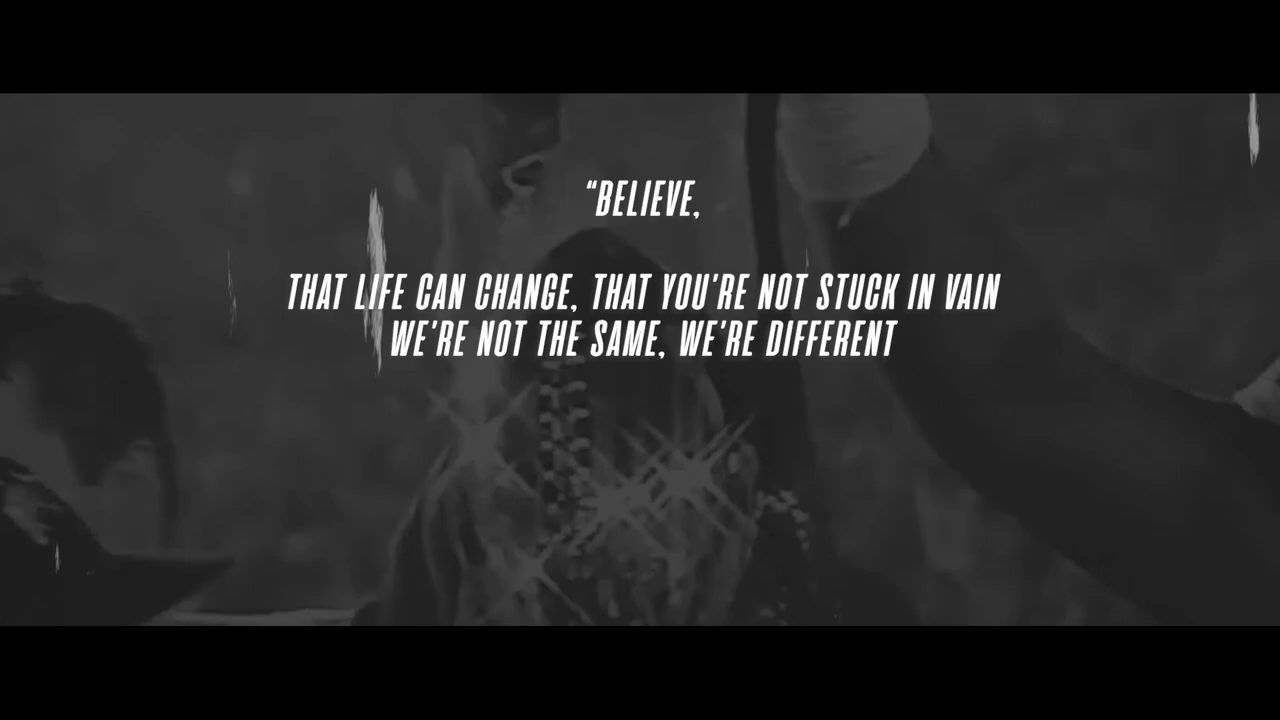 “BELIEVE,
THAT LIFE CAN CHANGE, THAT YOU'RE NOT STUCK IN VAIN
WE'RE NOT THE SAME, WE'RE DIFFERENT